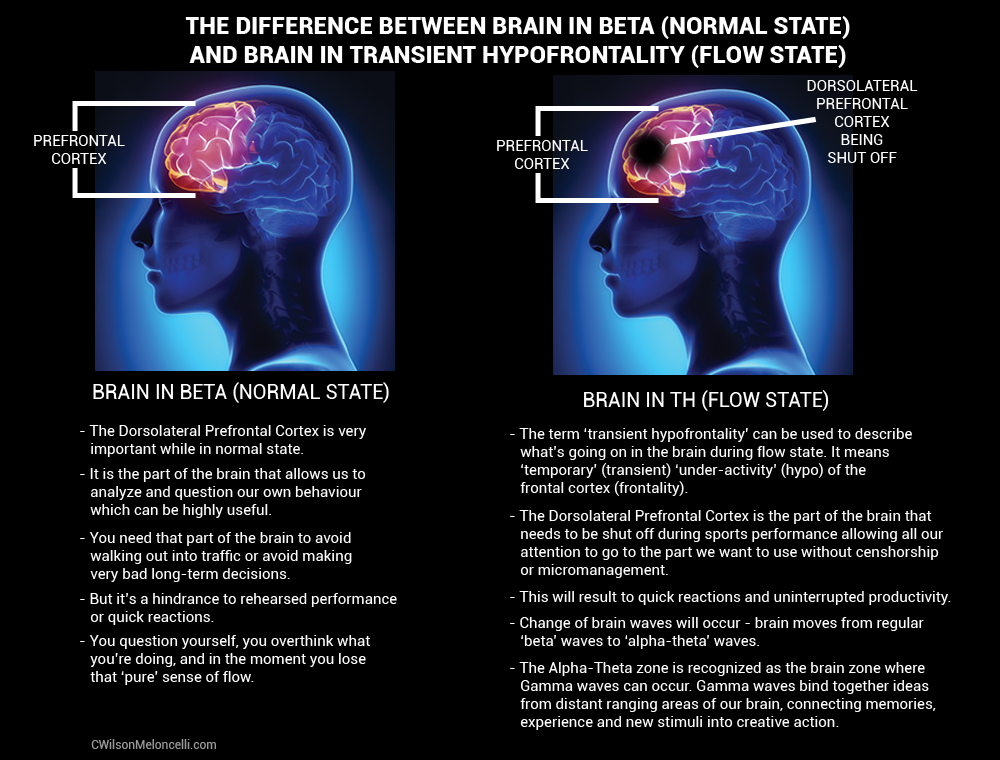 THE DIFFERENCE BETWEEN BRAIN IN BETA (NORMAL STATE)
AND BRAIN IN TRANSIENT HYPOFRONTALITY (FLOW STATE)
PREFRONTAL
CORTEX
PREFRONTAL
CORTEX
DORSOLATERAL
PREFRONTAL
CORTEX
BEING
SHUT OFF
BRAIN IN BETA (NORMAL STATE)
- The Dorsolateral Prefrontal Cortex is very
important while in normal state.
- It is the part of the brain that allows us to
analyze and question our own behaviour
which can be highly useful.
- You need that part of the brain to avoid
walking out into traffic or avoid making
very bad long-term decisions.
- But it's a hindrance to rehearsed performance
or quick reactions.
- You question yourself, you overthink what
you're doing, and in the moment you lose
that 'pure' sense of flow.
BRAIN IN TH (FLOW STATE)
- The term 'transient hypofrontality' can be used to describe
what's going on in the brain during flow state. It means
'temporary' (transient) 'under-activity' (hypo) of the
frontal cortex (frontality).
- The Dorsolateral Prefrontal Cortex is the part of the brain that
needs to be shut off during sports performance allowing all our
attention to go to the part we want to use without censhorship
or micromanagement.
- This will result to quick reactions and uninterrupted productivity.
- Change of brain waves will occur - brain moves from regular
'beta' waves to 'alpha-theta' waves.
- The Alpha-Theta zone is recognized as the brain zone where
Gamma waves can occur. Gamma waves bind together ideas
from distant ranging areas of our brain, connecting memories,
experience and new stimuli into creative action.
CWilsonMeloncelli.com